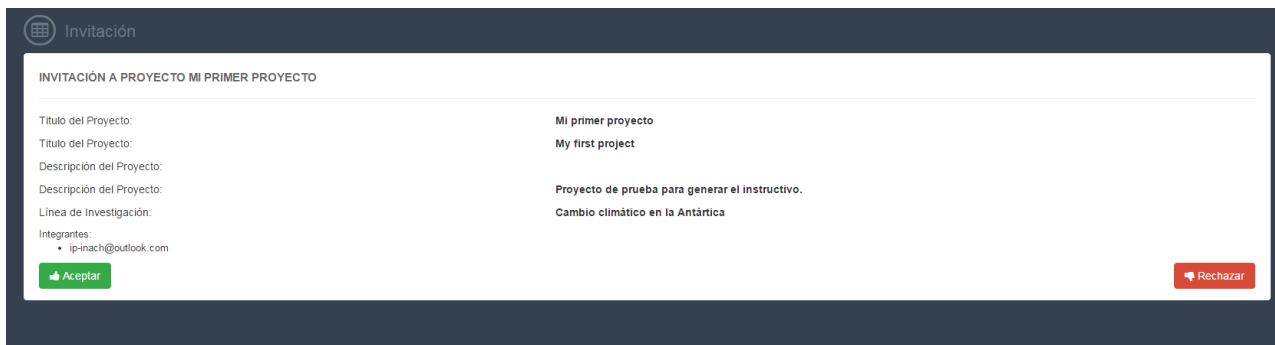 Invitación
INVITACIÓN A PROYECTO MI PRIMER PROYECTO
Titulo del Proyecto: Mi primer proyecto
Titulo del Proyecto: My first project
Descripción del Proyecto:
Descripción del Proyecto: Proyecto de prueba para generar el instructivo.
Línea de Investigación: Cambio climático en la Antártica
Integrantes:
• ip-inach@outlook.com
Aceptar Rechazar